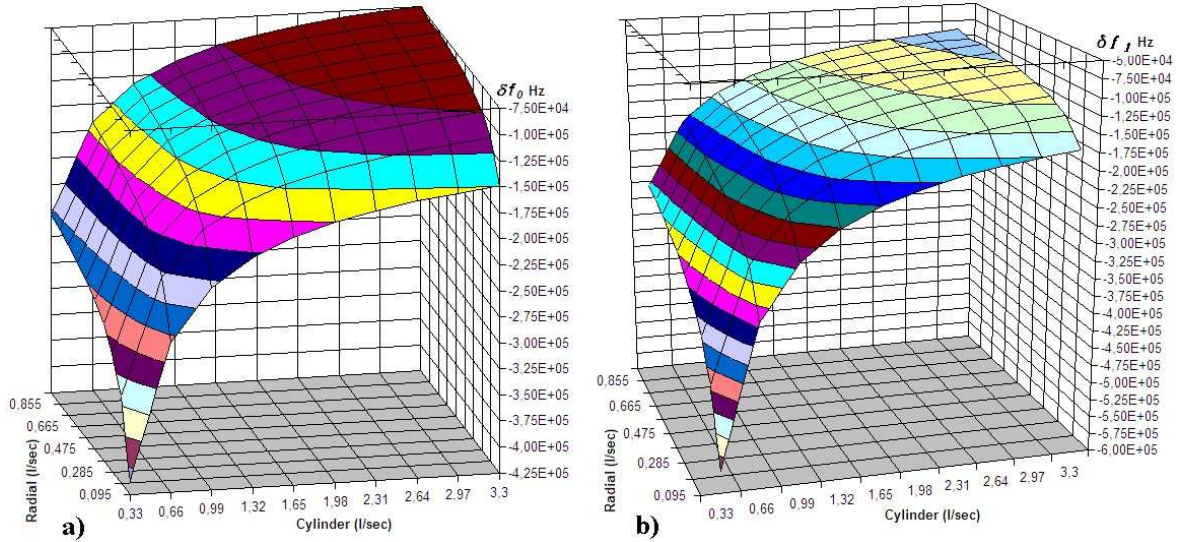 δf₀ Hz
-7,50E+04
-1,00E+05
-1,25E+05
-1,50E+05
-1,75E+05
-2,00E+05
-2,25E+05
-2,50E+05
-2,75E+05
-3,00E+05
-3,25E+05
-3,50E+05
-3,75E+05
-4,00E+05
-4,25E+05
0,855
0,665
0,475
0,285
0,095
Radial (l/sec)
0,33 0,66 0,99 1,32 1,65 1,98 2,31 2,64 2,97 3,3
Cylinder (l/sec)
a)
δf₁ Hz
-5,00E+04
-7,50E+04
-1,00E+05
-1,25E+05
-1,50E+05
-1,75E+05
-2,00E+05
-2,25E+05
-2,50E+05
-2,75E+05
-3,00E+05
-3,25E+05
-3,50E+05
-3,75E+05
-4,00E+05
-4,25E+05
-4,50E+05
-4,75E+05
-5,00E+05
-5,25E+05
-5,50E+05
-5,75E+05
-6,00E+05
0,855
0,665
0,475
0,285
0,095
Radial (l/sec)
0,33 0,66 0,99 1,32 1,65 1,98 2,31 2,64 2,97 3,3
Cylinder (l/sec)
b)